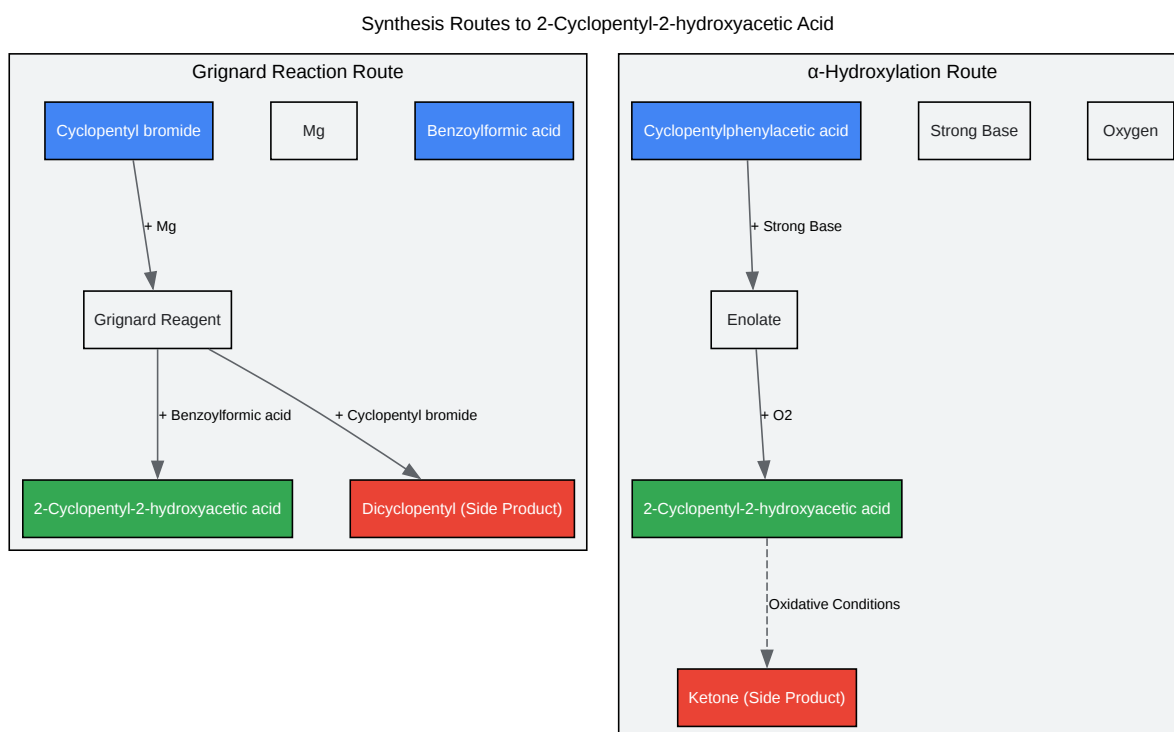 Synthesis Routes to 2-Cyclopentyl-2-hydroxyacetic Acid
Grignard Reaction Route
Cyclopentyl bromide
Mg
Benzoylformic acid
+ Mg
Grignard Reagent
+ Benzoylformic acid
+ Cyclopentyl bromide
2-Cyclopentyl-2-hydroxyacetic acid
Dicyclopentyl (Side Product)
α-Hydroxylation Route
Cyclopentylphenylacetic acid
Strong Base
Oxygen
+ Strong Base
Enolate
+ O2
2-Cyclopentyl-2-hydroxyacetic acid
Oxidative Conditions
Ketone (Side Product)